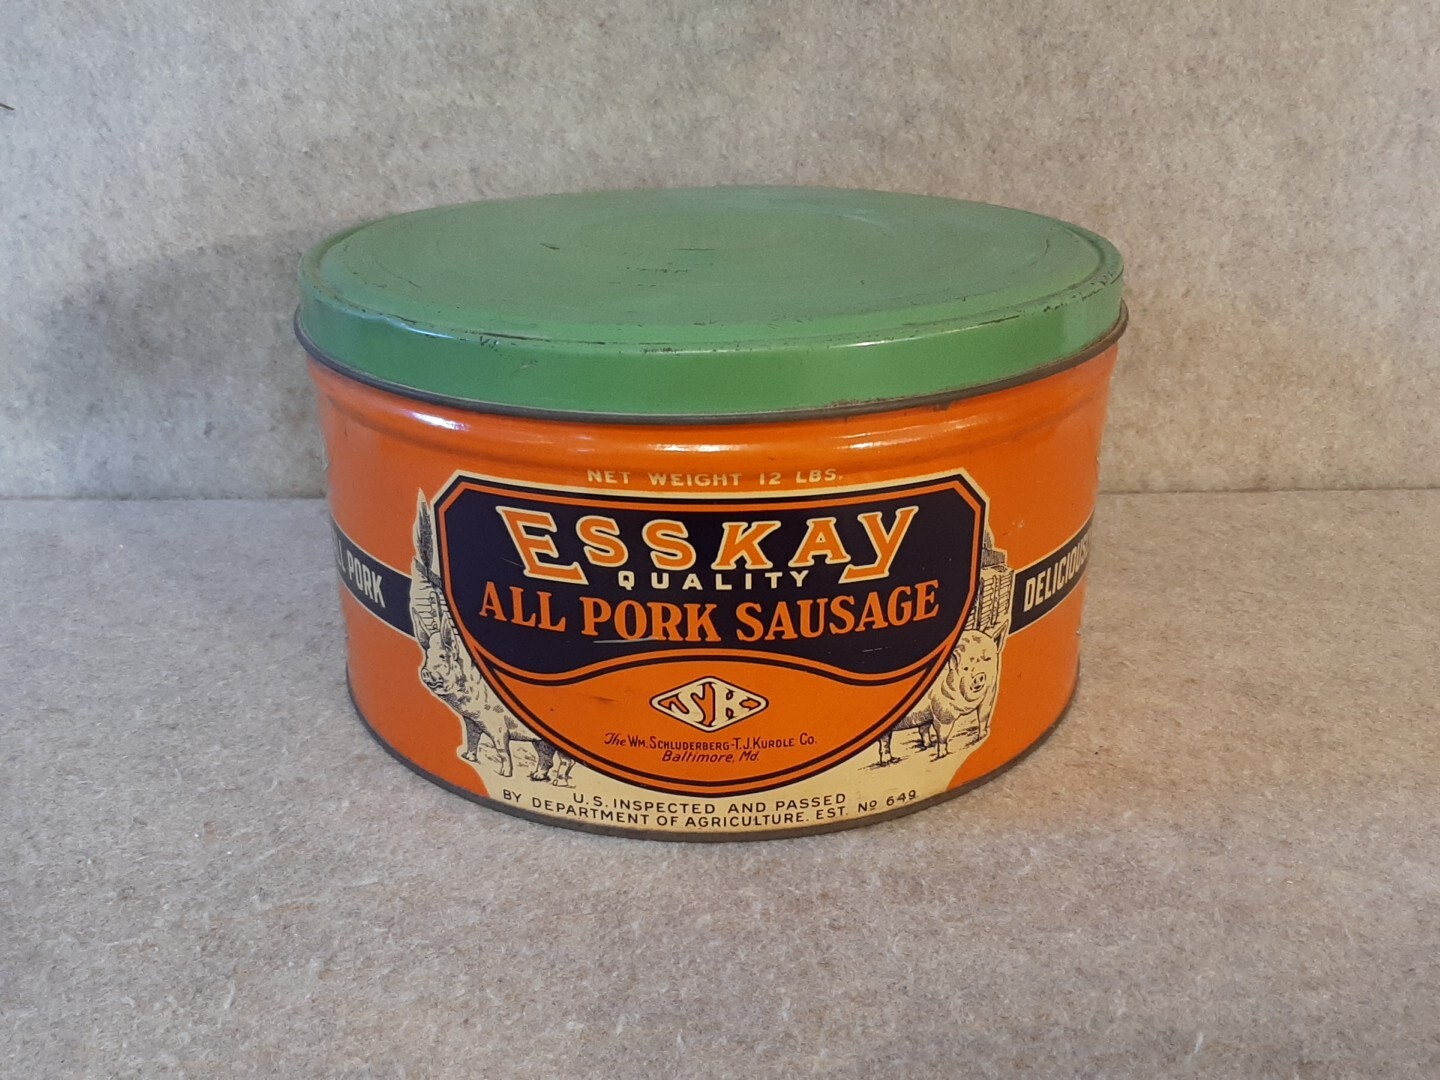 NET WEIGHT 12 LBS.
ESSKAY
QUALITY
ALL PORK SAUSAGE
SK
The WM. SCHLUDERBERG-T.J. KURDLE Co.
Baltimore, Md.
U.S. INSPECTED AND PASSED
BY DEPARTMENT OF AGRICULTURE. EST. No 649
PORK
DELICIOUS